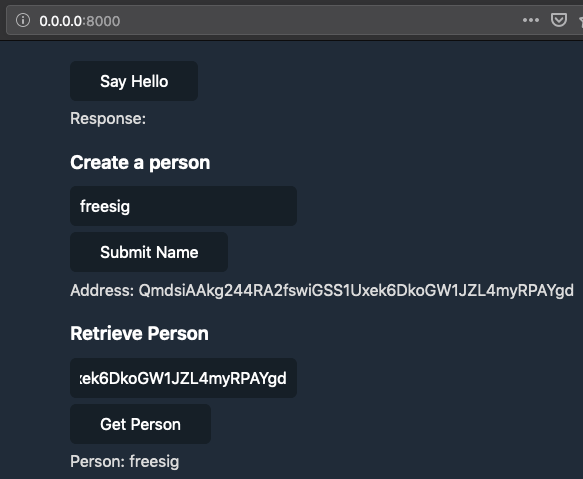 0.0.0.0:8000
Say Hello
Response:
Create a person
freesig
Submit Name
Address: QmdsiAAkg244RA2fswiGSS1Uxek6DkoGW1JZL4myRPAYgd
Retrieve Person
xek6DkoGW1JZL4myRPAYgd
Get Person
Person: freesig